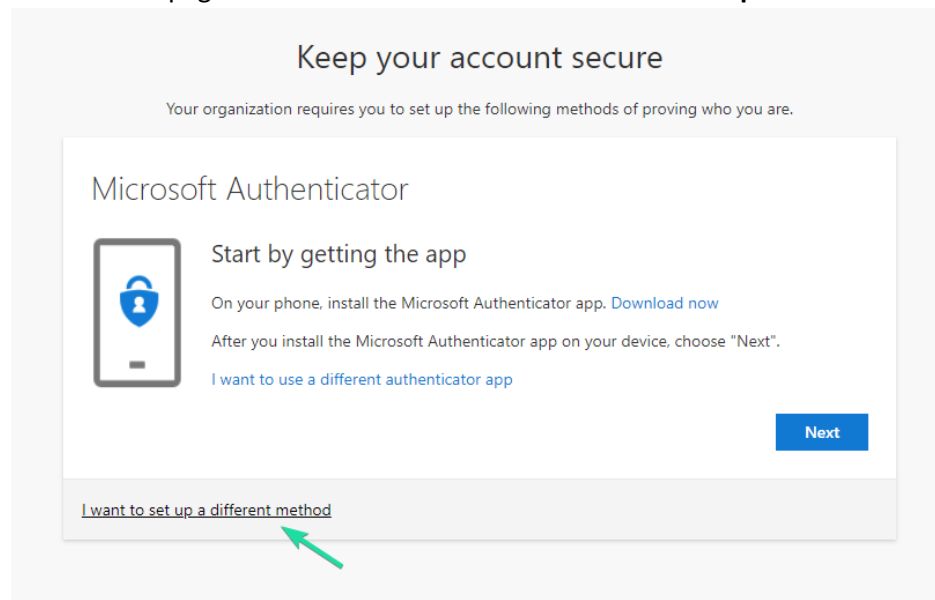 Keep your account secure
Your organization requires you to set up the following methods of proving who you are.
Microsoft Authenticator
Start by getting the app
On your phone, install the Microsoft Authenticator app. Download now
After you install the Microsoft Authenticator app on your device, choose "Next".
I want to use a different authenticator app
Next
I want to set up a different method